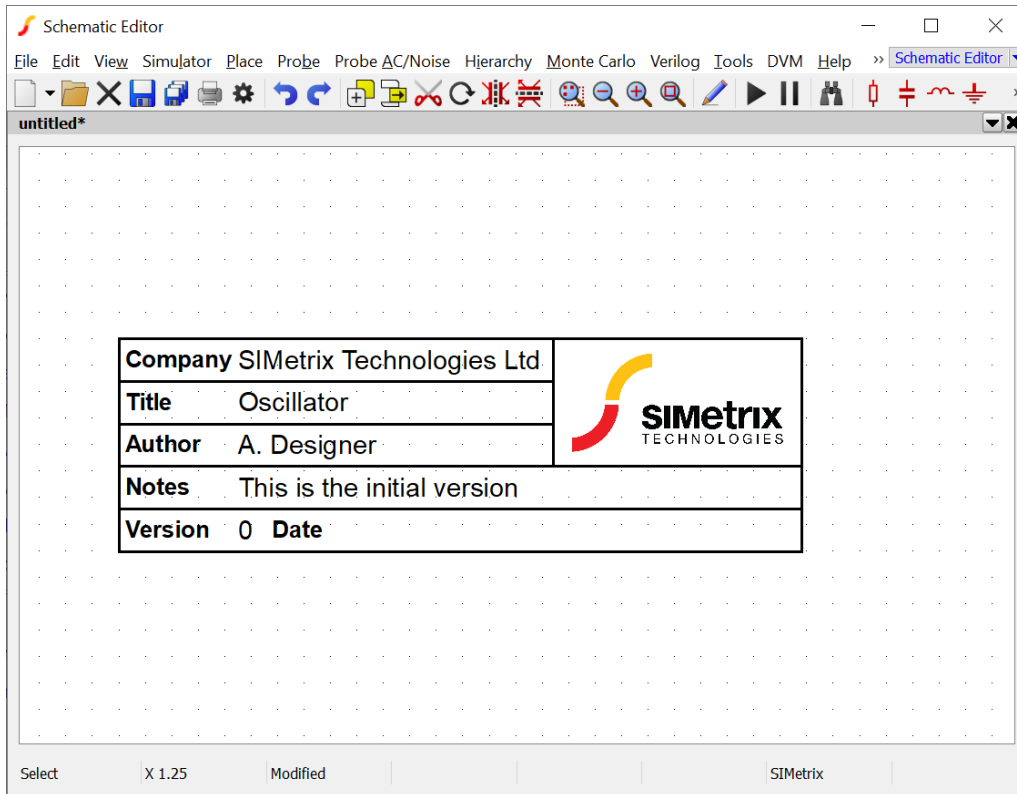 Schematic Editor
File Edit View Simulator Place Probe Probe AC/Noise Hierarchy Monte Carlo Verilog Tools DVM Help » Schematic Editor
untitled*
Company SIMetrix Technologies Ltd.
Title Oscillator
Author A. Designer
SIMetrix
TECHNOLOGIES
Notes This is the initial version
Version 0 Date
Select X 1.25 Modified SIMetrix